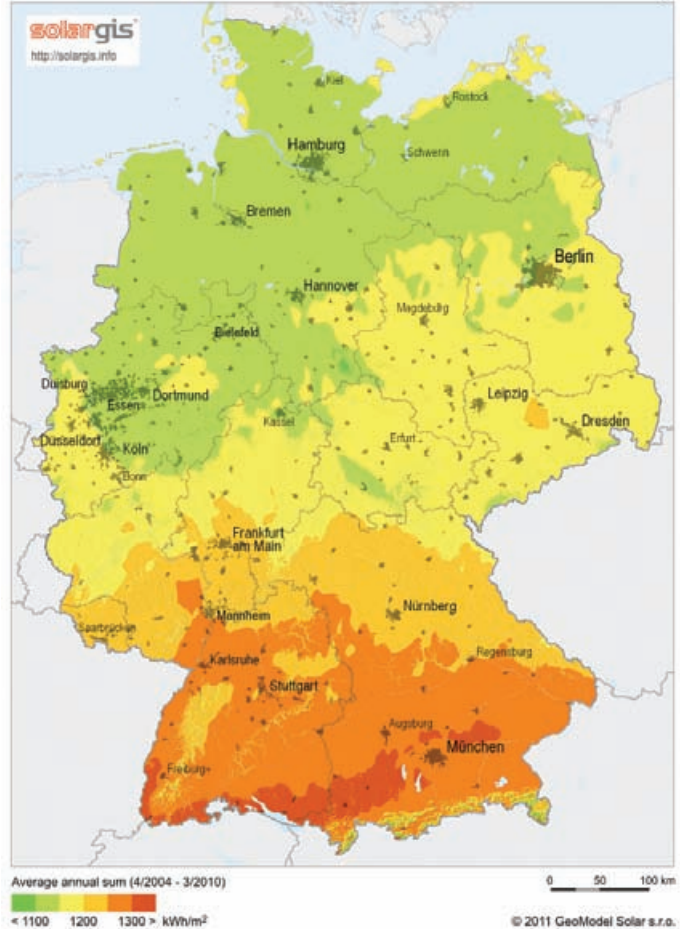 solargis
http://solargis.info
Kiel
Rostock
Hamburg
Schwerin
Bremen
Berlin
Hannover
Magdeburg
Bielefeld
Duisburg
Dortmund
Essen
Leipzig
Kassel
Dresden
Düsseldorf
Erfurt
Köln
Bonn
Frankfurt
am Main
Nürnberg
Mannheim
Saarbrücken
Regensburg
Karlsruhe
Stuttgart
Augsburg
München
Freiburg
Average annual sum (4/2004 - 3/2010)
0 50 100 km
< 1100 1200 1300 > kWh/m²
© 2011 GeoModel Solar s.r.o.